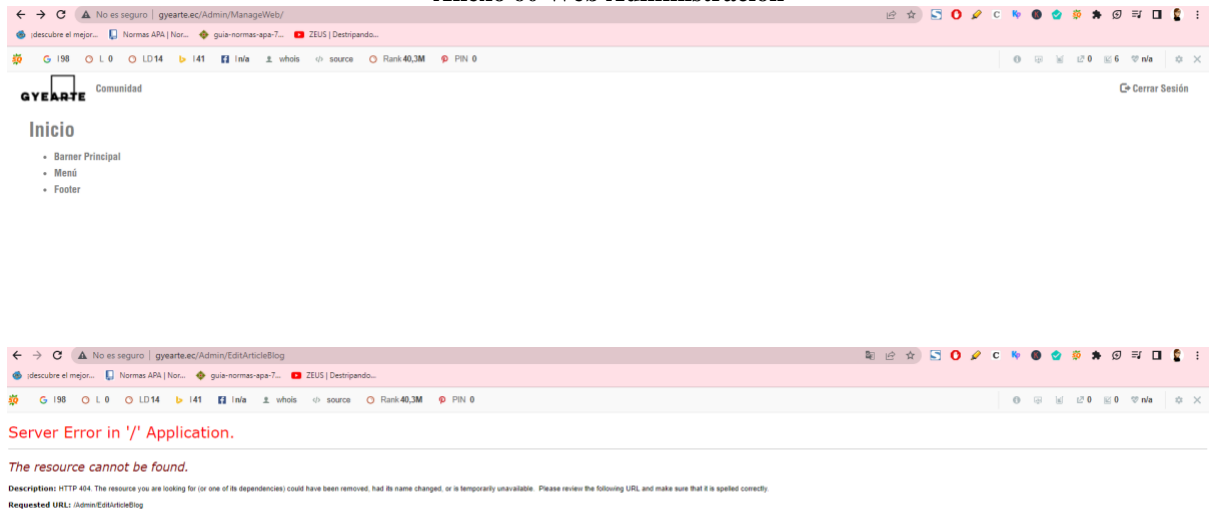 No es seguro | gyearte.ec/Admin/ManageWeb/
¡descubre el mejor... Normas APA | Nor... guia-normas-apa-7... ZEUS | Destripando...
I 98 L 0 LD 14 I 41 I n/a whois source Rank 40,3M PIN 0 0 6 n/a
GYEARTE Comunidad Cerrar Sesión
Inicio
• Barner Principal
• Menú
• Footer
No es seguro | gyearte.ec/Admin/EditArticleBlog
¡descubre el mejor... Normas APA | Nor... guia-normas-apa-7... ZEUS | Destripando...
I 98 L 0 LD 14 I 41 I n/a whois source Rank 40,3M PIN 0 0 0 n/a
Server Error in '/' Application.
The resource cannot be found.
Description: HTTP 404. The resource you are looking for (or one of its dependencies) could have been removed, had its name changed, or is temporarily unavailable. Please review the following URL and make sure that it is spelled correctly.
Requested URL: /Admin/EditArticleBlog